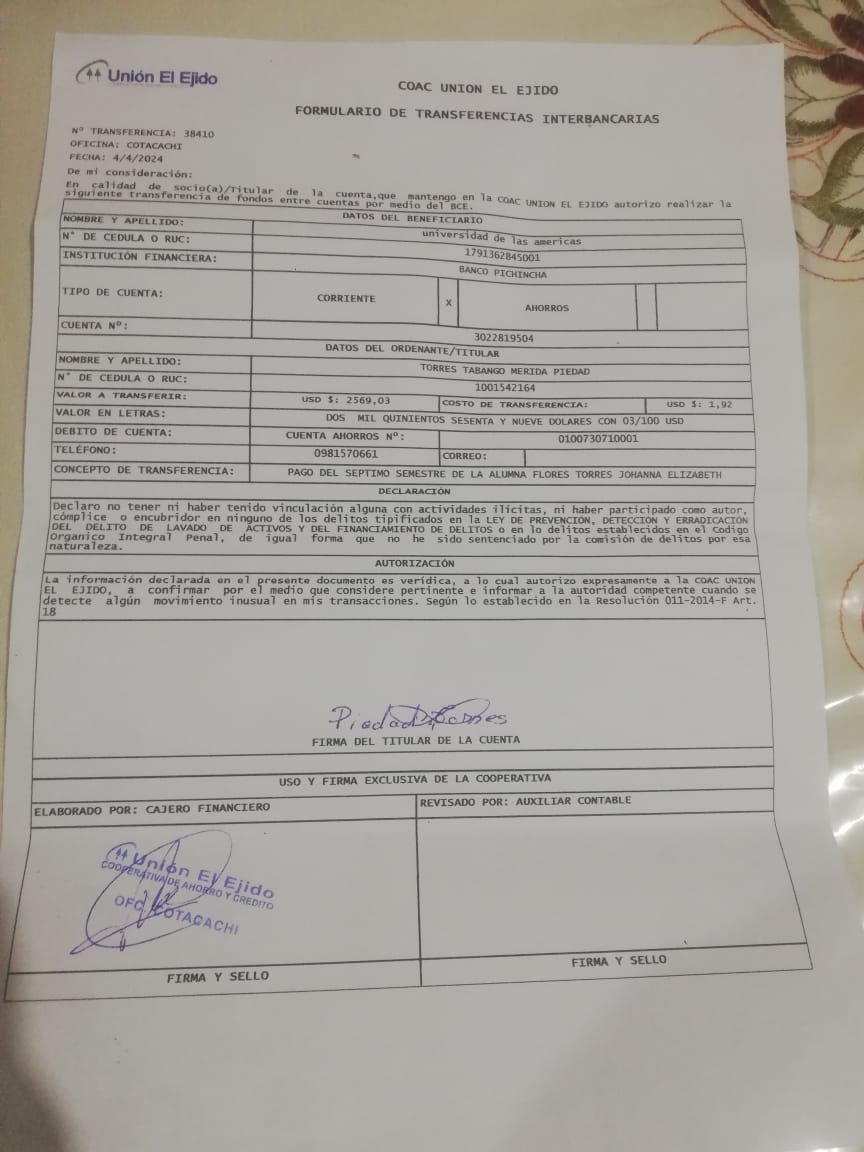 Unión El Ejido
COAC UNION EL EJIDO
FORMULARIO DE TRANSFERENCIAS INTERBANCARIAS
Nº TRANSFERENCIA: 38410
OFICINA: COTACACHI
FECHA: 4/4/2024
De mi consideración:
En calidad de socio(a)/Titular de la cuenta,que mantengo en la COAC UNION EL EJIDO autorizo realizar la
siguiente transferencia de fondos entre cuentas por medio del BCE.
DATOS DEL BENEFICIARIO
NOMBRE Y APELLIDO: universidad de las americas
N° DE CEDULA O RUC: 1791362845001
INSTITUCIÓN FINANCIERA: BANCO PICHINCHA
TIPO DE CUENTA: CORRIENTE X AHORROS
CUENTA Nº: 3022819504
DATOS DEL ORDENANTE/TITULAR
NOMBRE Y APELLIDO: TORRES TABANGO MERIDA PIEDAD
N° DE CEDULA O RUC: 1001542164
VALOR A TRANSFERIR: USD $: 2569,03 COSTO DE TRANSFERENCIA: USD $: 1,92
VALOR EN LETRAS: DOS MIL QUINIENTOS SESENTA Y NUEVE DOLARES CON 03/100 USD
DEBITO DE CUENTA: CUENTA AHORROS Nº: 0100730710001
TELÉFONO: 0981570661 CORREO:
CONCEPTO DE TRANSFERENCIA: PAGO DEL SEPTIMO SEMESTRE DE LA ALUMNA FLORES TORRES JOHANNA ELIZABETH
DECLARACIÓN
Declaro no tener ni haber tenido vinculación alguna con actividades ilícitas, ni haber participado como autor,
cómplice o encubridor en ninguno de los delitos tipificados en la LEY DE PREVENCIÓN, DETECCIÓN Y ERRADICACIÓN
DEL DELITO DE LAVADO DE ACTIVOS Y DEL FINANCIAMIENTO DE DELITOS o en lo delitos establecidos en el Codigo
Organico Integral Penal, de igual forma que no he sido sentenciado por la comisión de delitos por esa
naturaleza.
AUTORIZACIÓN
La información declarada en el presente documento es verídica, a lo cual autorizo expresamente a la COAC UNION
EL EJIDO, a confirmar por el medio que considere pertinente e informar a la autoridad competente cuando se
detecte algún movimiento inusual en mis transacciones. Según lo establecido en la Resolución 011-2014-F Art.
18
Piedad Torres
FIRMA DEL TITULAR DE LA CUENTA
USO Y FIRMA EXCLUSIVA DE LA COOPERATIVA
ELABORADO POR: CAJERO FINANCIERO REVISADO POR: AUXILIAR CONTABLE
Unión El Ejido
COOPERATIVA DE AHORRO Y CREDITO
OFC. COTACACHI
FIRMA Y SELLO FIRMA Y SELLO